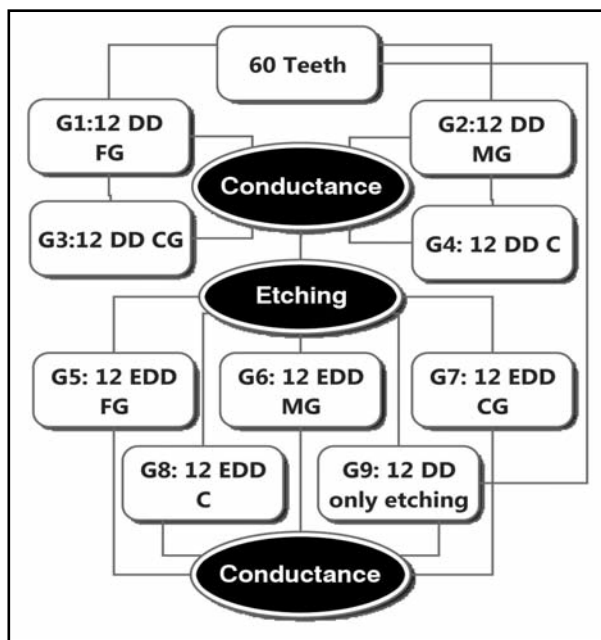 60 Teeth
G1:12 DD
FG
G2:12 DD
MG
Conductance
G3:12 DD CG
G4: 12 DD C
Etching
G5: 12 EDD
FG
G6: 12 EDD
MG
G7: 12 EDD
CG
G8: 12 EDD
C
G9: 12 DD
only etching
Conductance